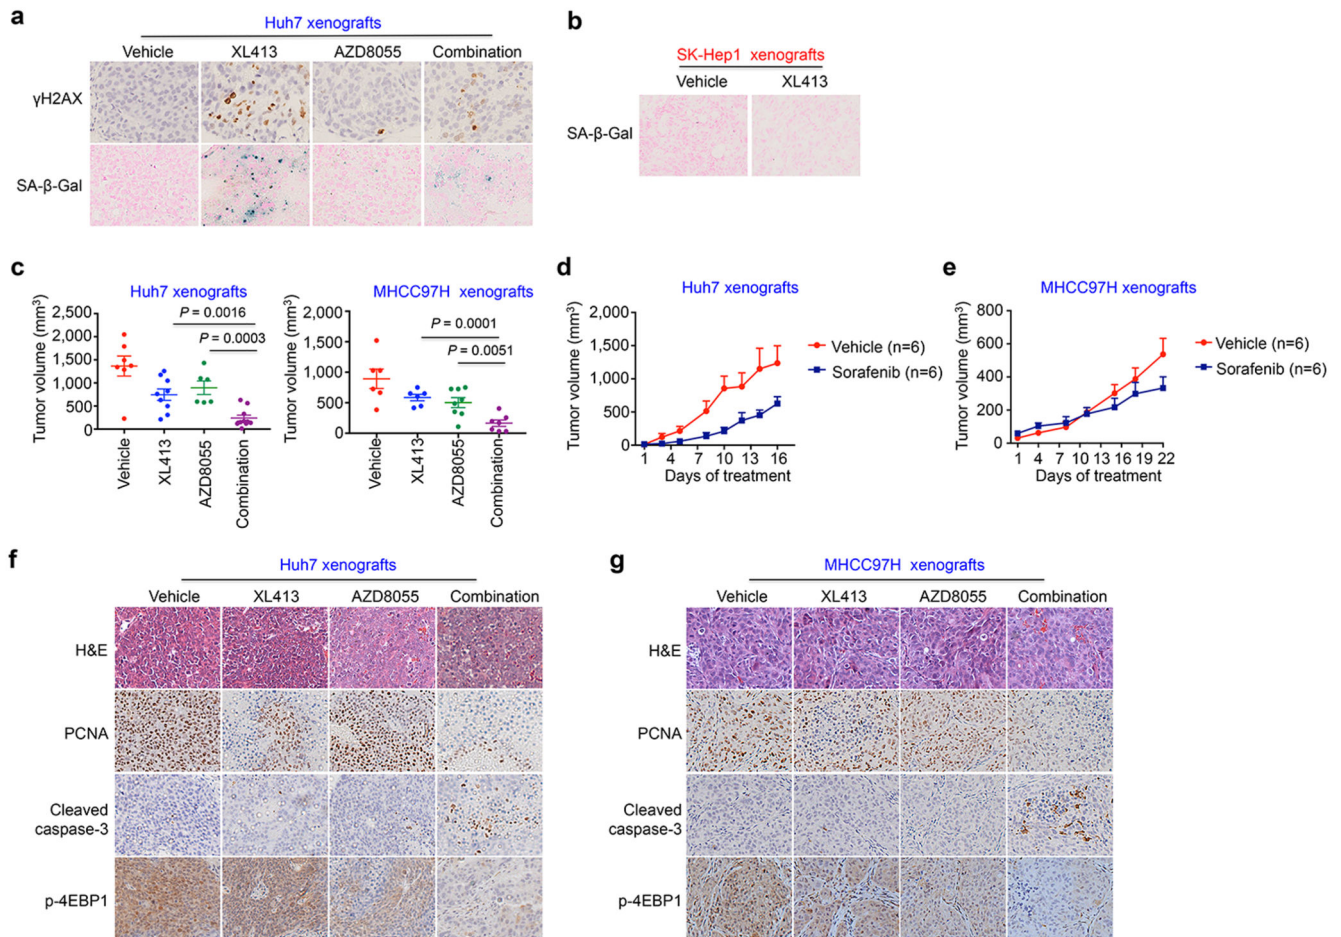 a
Huh7 xenografts
Vehicle XL413 AZD8055 Combination
γH2AX
SA-β-Gal
b
SK-Hep1 xenografts
Vehicle XL413
SA-β-Gal
c
Huh7 xenografts
Tumor volume (mm³)
2,500
2,000
1,500
1,000
500
0
P = 0.0016
P = 0.0003
Vehicle
XL413
AZD8055
Combination
MHCC97H xenografts
Tumor volume (mm³)
2,000
1,500
1,000
500
0
P = 0.0001
P = 0.0051
Vehicle
XL413
AZD8055
Combination
d
Huh7 xenografts
Tumor volume (mm³)
2,000
1,500
1,000
500
0
1 4 7 10 13 16
Days of treatment
Vehicle (n=6)
Sorafenib (n=6)
e
MHCC97H xenografts
Tumor volume (mm³)
800
600
400
200
0
1 4 7 10 13 16 19 22
Days of treatment
Vehicle (n=6)
Sorafenib (n=6)
f
Huh7 xenografts
Vehicle XL413 AZD8055 Combination
H&E
PCNA
Cleaved
caspase-3
p-4EBP1
g
MHCC97H xenografts
Vehicle XL413 AZD8055 Combination
H&E
PCNA
Cleaved
caspase-3
p-4EBP1